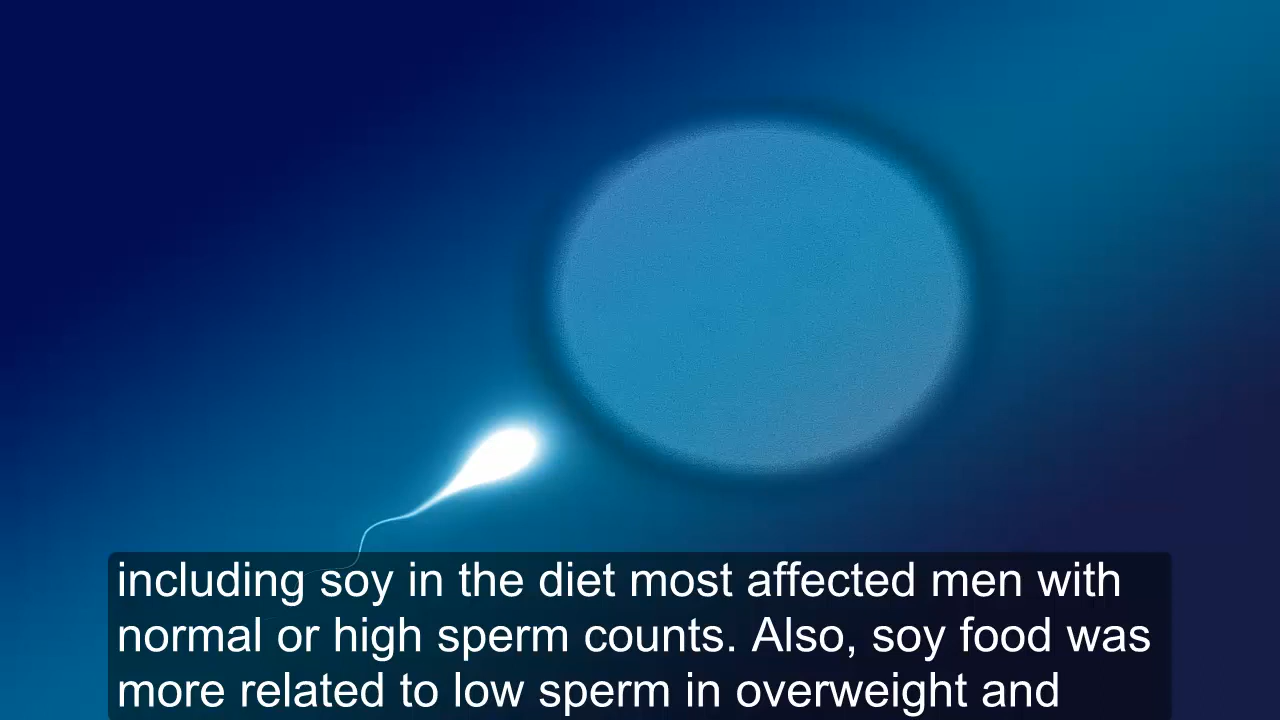 including soy in the diet most affected men with
normal or high sperm counts. Also, soy food was
more related to low sperm in overweight and